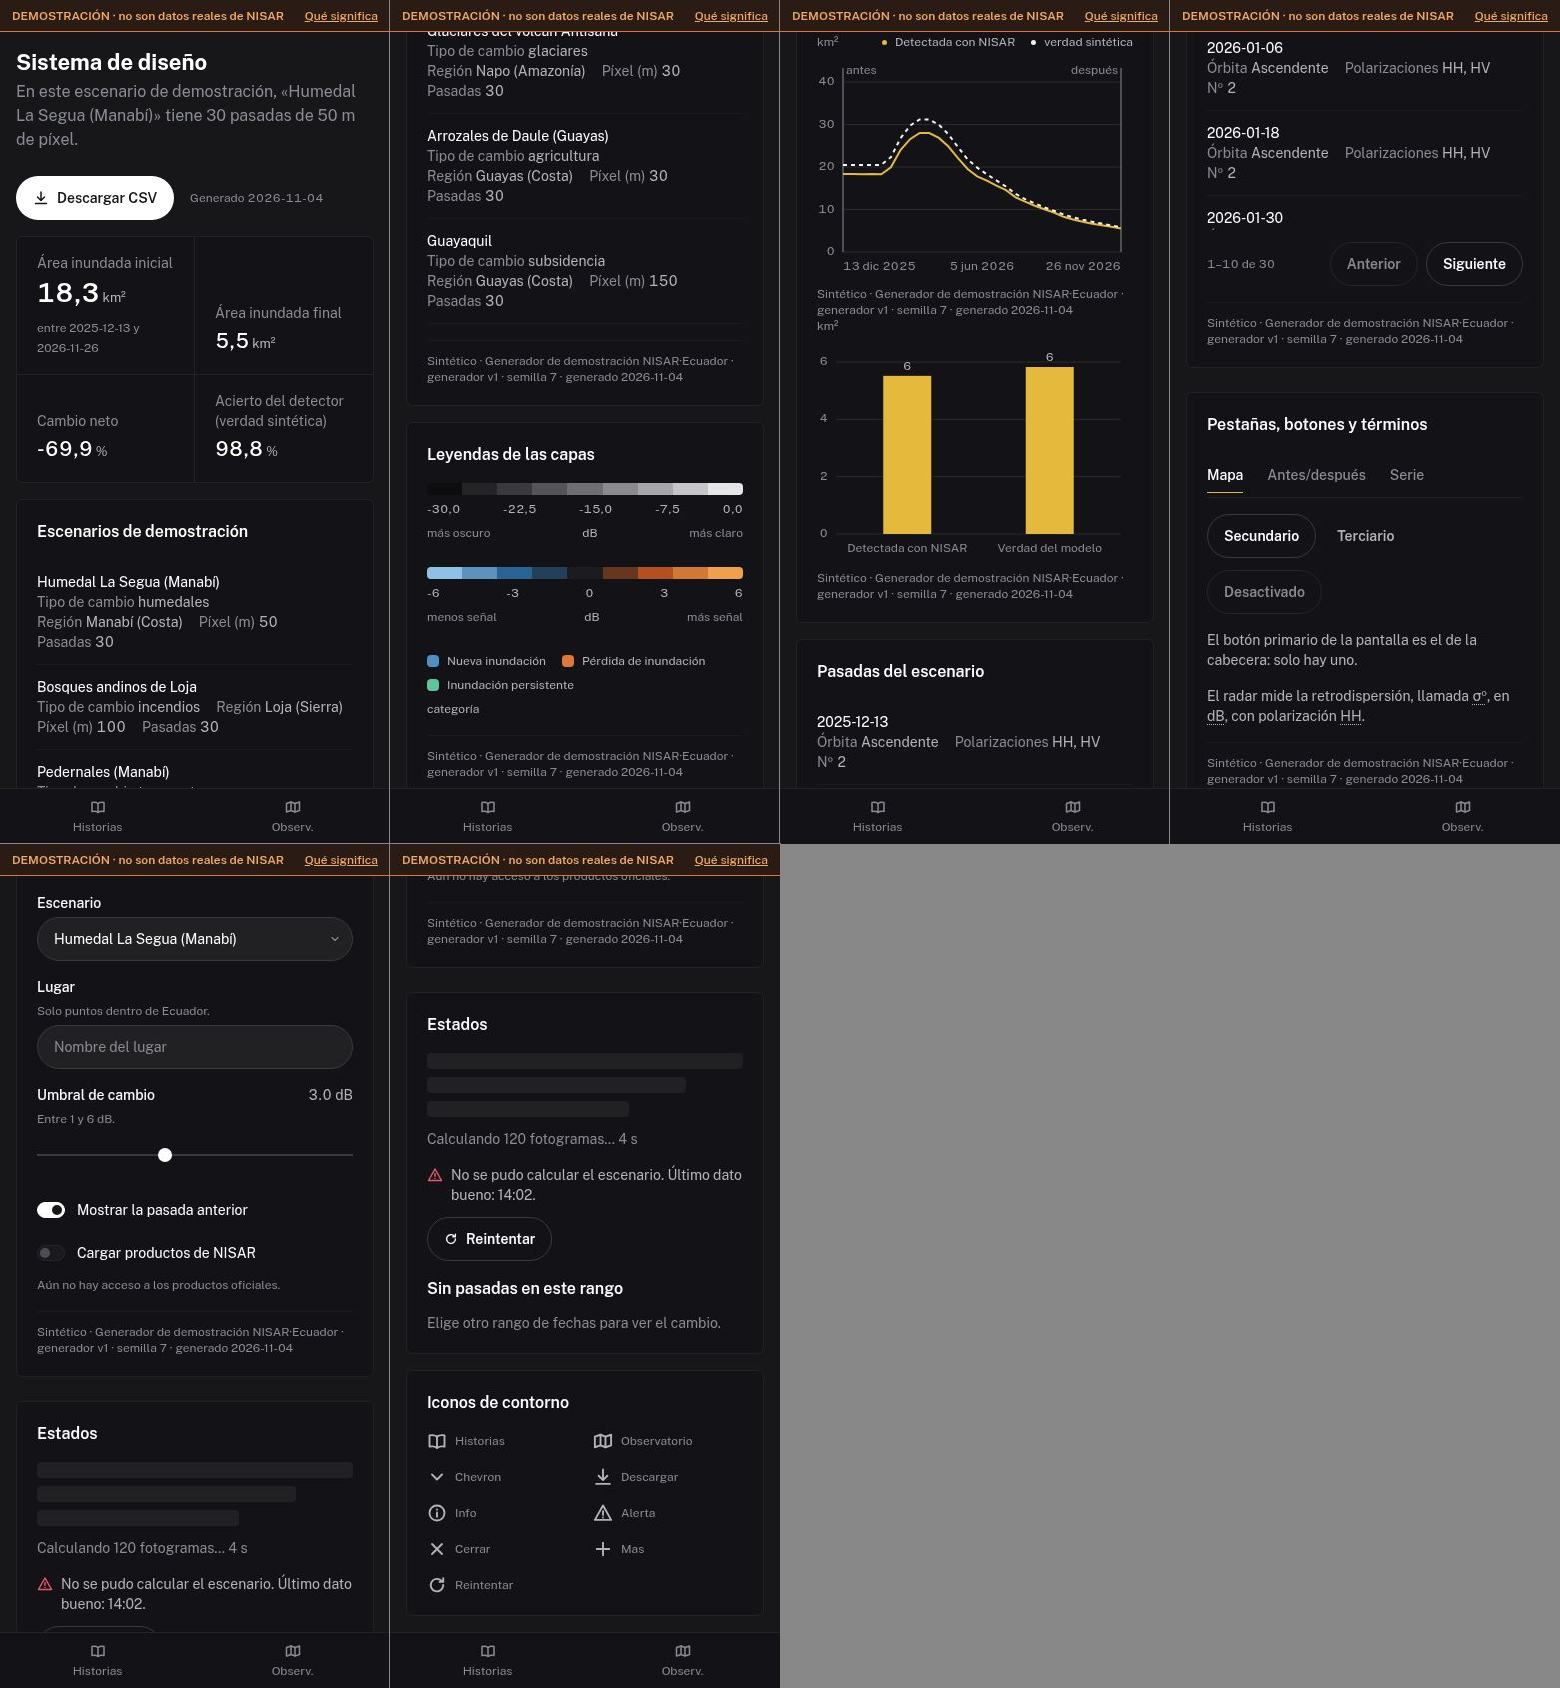 DEMOSTRACIÓN · no son datos reales de NISAR Qué significa
Sistema de diseño
En este escenario de demostración, «Humedal
La Segua (Manabí)» tiene 30 pasadas de 50 m
de píxel.
Descargar CSV Generado 2026-11-04
Área inundada inicial
18,3 km²
entre 2025-12-13 y
2026-11-26
Área inundada final
5,5 km²
Cambio neto
-69,9 %
Acierto del detector
(verdad sintética)
98,8 %
Escenarios de demostración
Humedal La Segua (Manabí)
Tipo de cambio humedales
Región Manabí (Costa) Píxel (m) 50
Pasadas 30
Bosques andinos de Loja
Tipo de cambio incendios Región Loja (Sierra)
Píxel (m) 100 Pasadas 30
Pedernales (Manabí)
Historias Observ.
DEMOSTRACIÓN · no son datos reales de NISAR Qué significa
Glaciares del volcán Antisana
Tipo de cambio glaciares
Región Napo (Amazonía) Píxel (m) 30
Pasadas 30
Arrozales de Daule (Guayas)
Tipo de cambio agricultura
Región Guayas (Costa) Píxel (m) 30
Pasadas 30
Guayaquil
Tipo de cambio subsidencia
Región Guayas (Costa) Píxel (m) 150
Pasadas 30
Sintético · Generador de demostración NISAR·Ecuador ·
generador v1 · semilla 7 · generado 2026-11-04
Leyendas de las capas
-30,0 -22,5 -15,0 -7,5 0,0
más oscuro dB más claro
-6 -3 0 3 6
menos señal dB más señal
Nueva inundación Pérdida de inundación
Inundación persistente
categoría
Sintético · Generador de demostración NISAR·Ecuador ·
generador v1 · semilla 7 · generado 2026-11-04
Historias Observ.
DEMOSTRACIÓN · no son datos reales de NISAR Qué significa
km² Detectada con NISAR verdad sintética
antes después
40
30
20
10
0
13 dic 2025 5 jun 2026 26 nov 2026
Sintético · Generador de demostración NISAR·Ecuador ·
generador v1 · semilla 7 · generado 2026-11-04
km²
6 6
6
4
2
0
Detectada con NISAR Verdad del modelo
Sintético · Generador de demostración NISAR·Ecuador ·
generador v1 · semilla 7 · generado 2026-11-04
Pasadas del escenario
2025-12-13
Órbita Ascendente Polarizaciones HH, HV
Nº 2
Historias Observ.
DEMOSTRACIÓN · no son datos reales de NISAR Qué significa
2026-01-06
Órbita Ascendente Polarizaciones HH, HV
Nº 2
2026-01-18
Órbita Ascendente Polarizaciones HH, HV
Nº 2
2026-01-30
1–10 de 30 Anterior Siguiente
Sintético · Generador de demostración NISAR·Ecuador ·
generador v1 · semilla 7 · generado 2026-11-04
Pestañas, botones y términos
Mapa Antes/después Serie
Secundario Terciario
Desactivado
El botón primario de la pantalla es el de la
cabecera: solo hay uno.
El radar mide la retrodispersión, llamada σ⁰, en
dB, con polarización HH.
Sintético · Generador de demostración NISAR·Ecuador ·
generador v1 · semilla 7 · generado 2026-11-04
Historias Observ.
DEMOSTRACIÓN · no son datos reales de NISAR Qué significa
Escenario
Humedal La Segua (Manabí)
Lugar
Solo puntos dentro de Ecuador.
Nombre del lugar
Umbral de cambio 3.0 dB
Entre 1 y 6 dB.
Mostrar la pasada anterior
Cargar productos de NISAR
Aún no hay acceso a los productos oficiales.
Sintético · Generador de demostración NISAR·Ecuador ·
generador v1 · semilla 7 · generado 2026-11-04
Estados
Calculando 120 fotogramas... 4 s
No se pudo calcular el escenario. Último dato
bueno: 14:02.
Historias Observ.
DEMOSTRACIÓN · no son datos reales de NISAR Qué significa
Aún no hay acceso a los productos oficiales.
Sintético · Generador de demostración NISAR·Ecuador ·
generador v1 · semilla 7 · generado 2026-11-04
Estados
Calculando 120 fotogramas... 4 s
No se pudo calcular el escenario. Último dato
bueno: 14:02.
Reintentar
Sin pasadas en este rango
Elige otro rango de fechas para ver el cambio.
Iconos de contorno
Historias Observatorio
Chevron Descargar
Info Alerta
Cerrar Mas
Reintentar
Historias Observ.